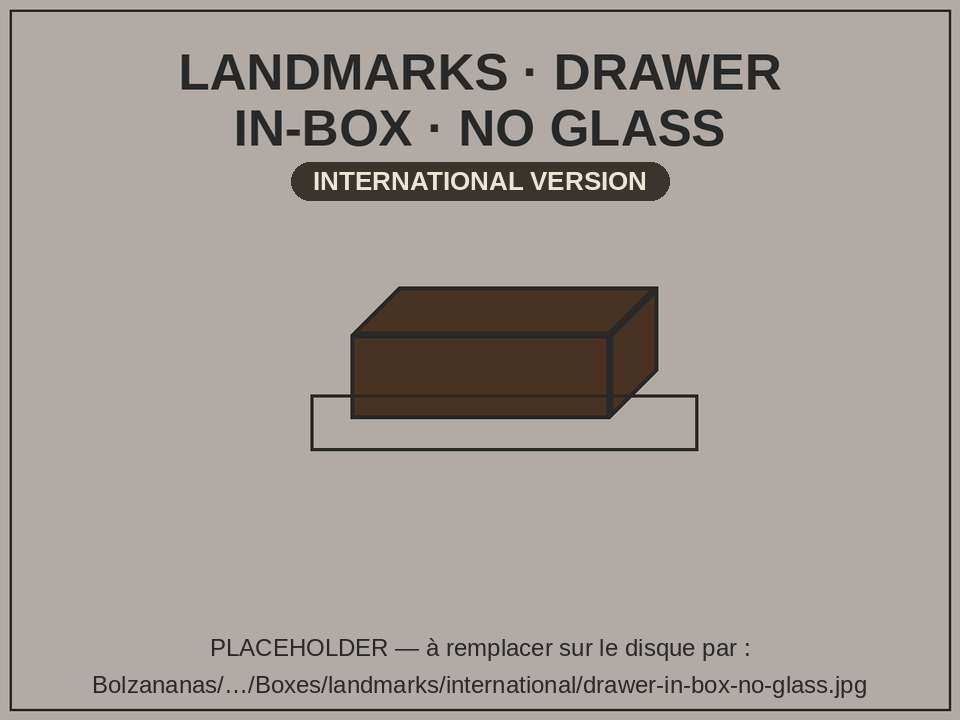 LANDMARKS · DRAWER
IN-BOX · NO GLASS
INTERNATIONAL VERSION
PLACEHOLDER — à remplacer sur le disque par :
Bolzananas/…/Boxes/landmarks/international/drawer-in-box-no-glass.jpg